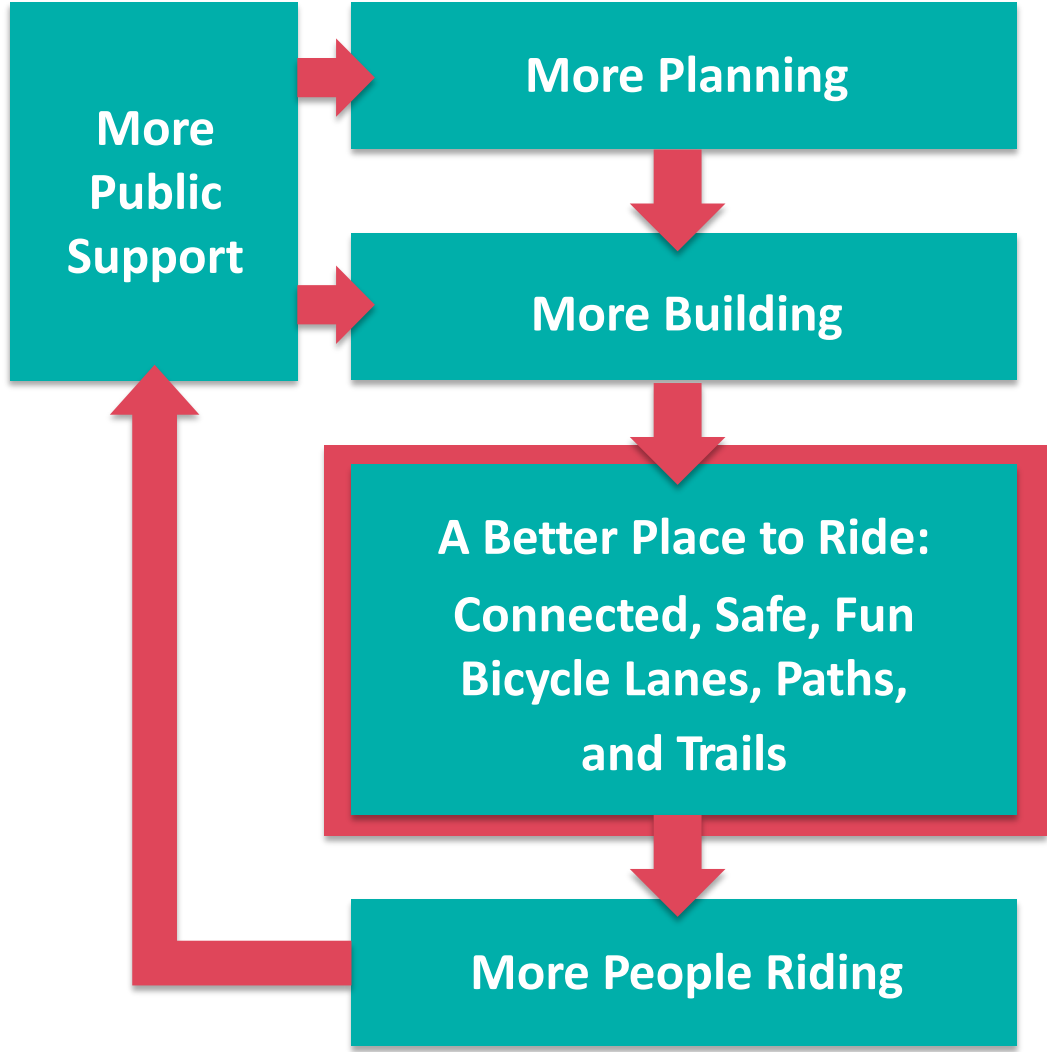 More
Public
Support
More Planning
More Building
A Better Place to Ride:
Connected, Safe, Fun
Bicycle Lanes, Paths,
and Trails
More People Riding